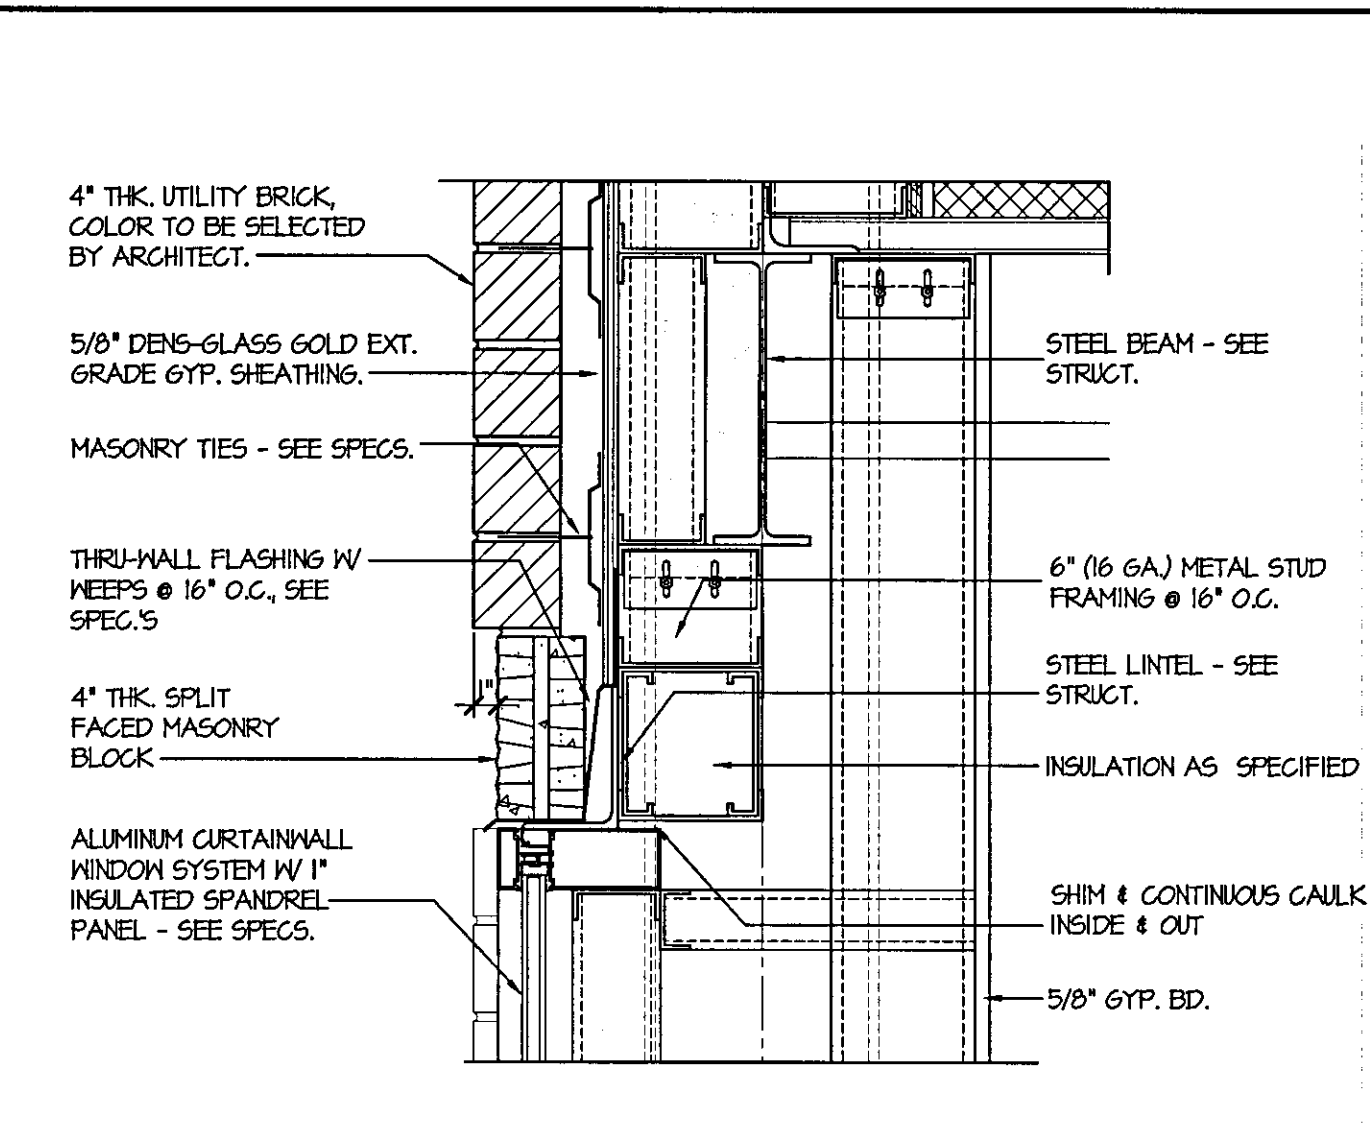 4" THK. UTILITY BRICK,
COLOR TO BE SELECTED
BY ARCHITECT.
5/8" DENS-GLASS GOLD EXT.
GRADE GYP. SHEATHING.
MASONRY TIES - SEE SPECS.
THRU-WALL FLASHING W/
WEEPS @ 16" O.C., SEE
SPEC.'S
4" THK. SPLIT
FACED MASONRY
BLOCK
1"
ALUMINUM CURTAINWALL
WINDOW SYSTEM W/ 1"
INSULATED SPANDREL
PANEL - SEE SPECS.
STEEL BEAM - SEE
STRUCT.
6" (16 GA.) METAL STUD
FRAMING @ 16" O.C.
STEEL LINTEL - SEE
STRUCT.
INSULATION AS SPECIFIED
SHIM & CONTINUOUS CAULK
INSIDE & OUT
5/8" GYP. BD.